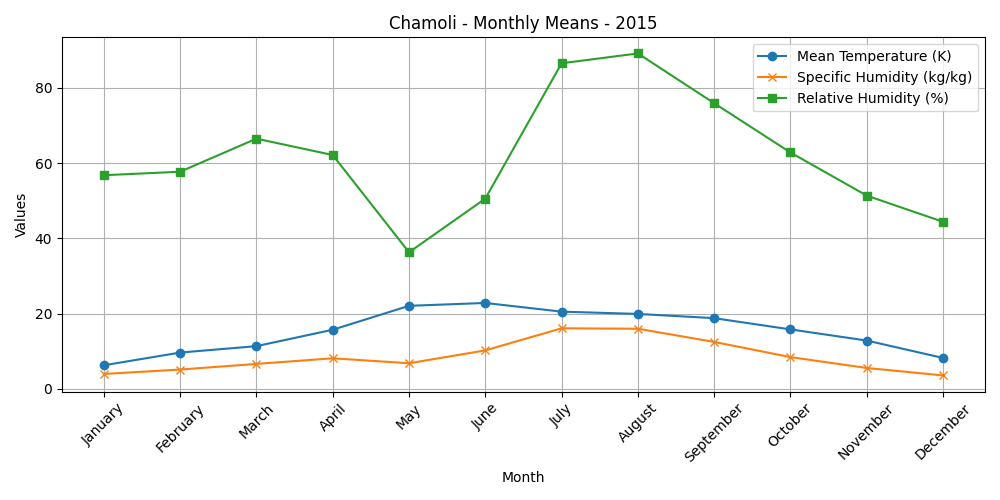 Chamoli - Monthly Means - 2015
Mean Temperature (K)
Specific Humidity (kg/kg)
Relative Humidity (%)
Values
80
60
40
20
0
January
February
March
April
May
June
July
August
September
October
November
December
Month